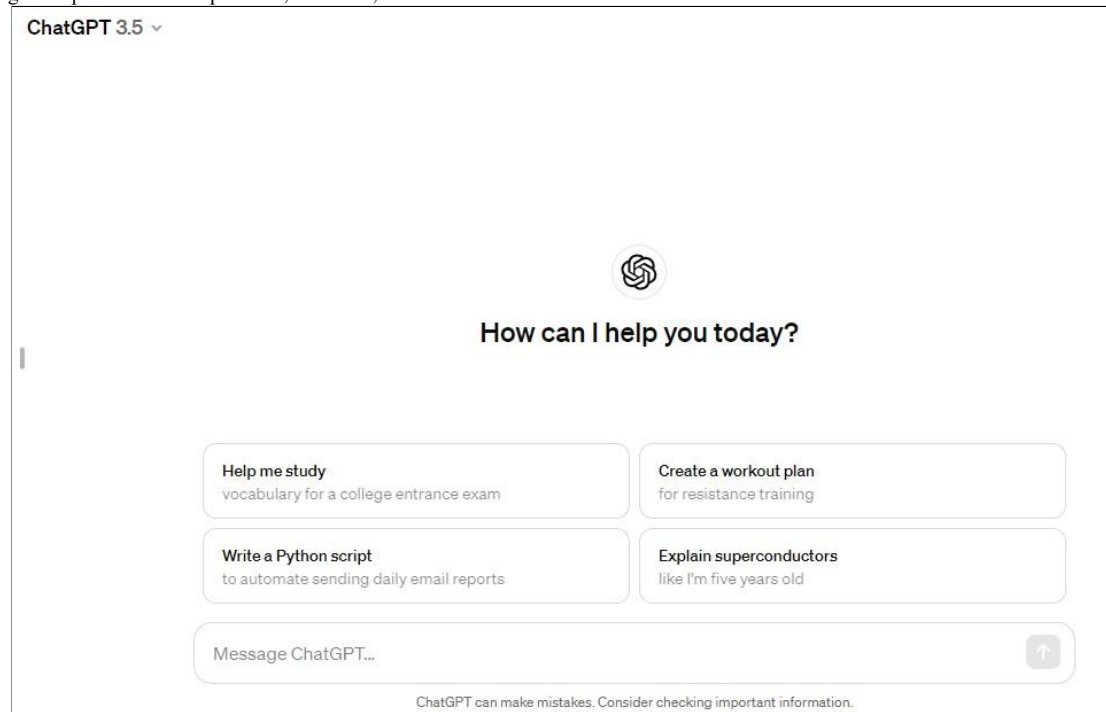 ChatGPT 3.5
How can I help you today?
Help me study
vocabulary for a college entrance exam
Create a workout plan
for resistance training
Write a Python script
to automate sending daily email reports
Explain superconductors
like I'm five years old
Message ChatGPT...
ChatGPT can make mistakes. Consider checking important information.